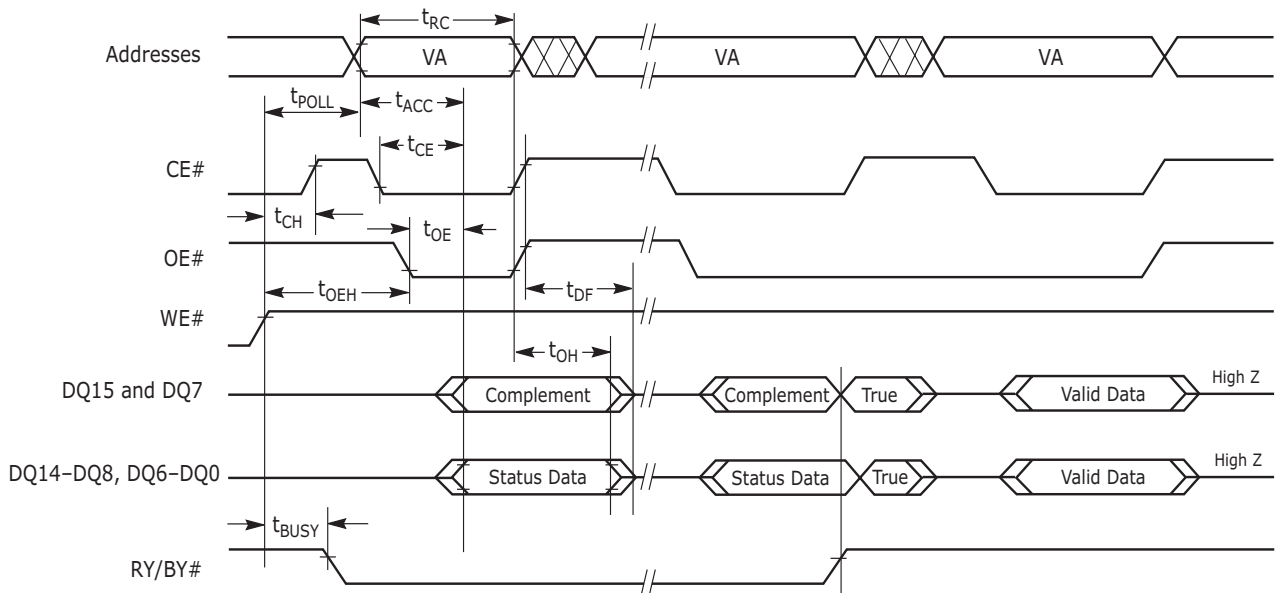 tRC
Addresses VA VA VA
tPOLL tACC
tCE
CE#
tCH tOE
OE#
tOEH tDF
WE#
tOH
DQ15 and DQ7 Complement Complement True Valid Data High Z
DQ14–DQ8, DQ6–DQ0 Status Data Status Data True Valid Data High Z
tBUSY
RY/BY#